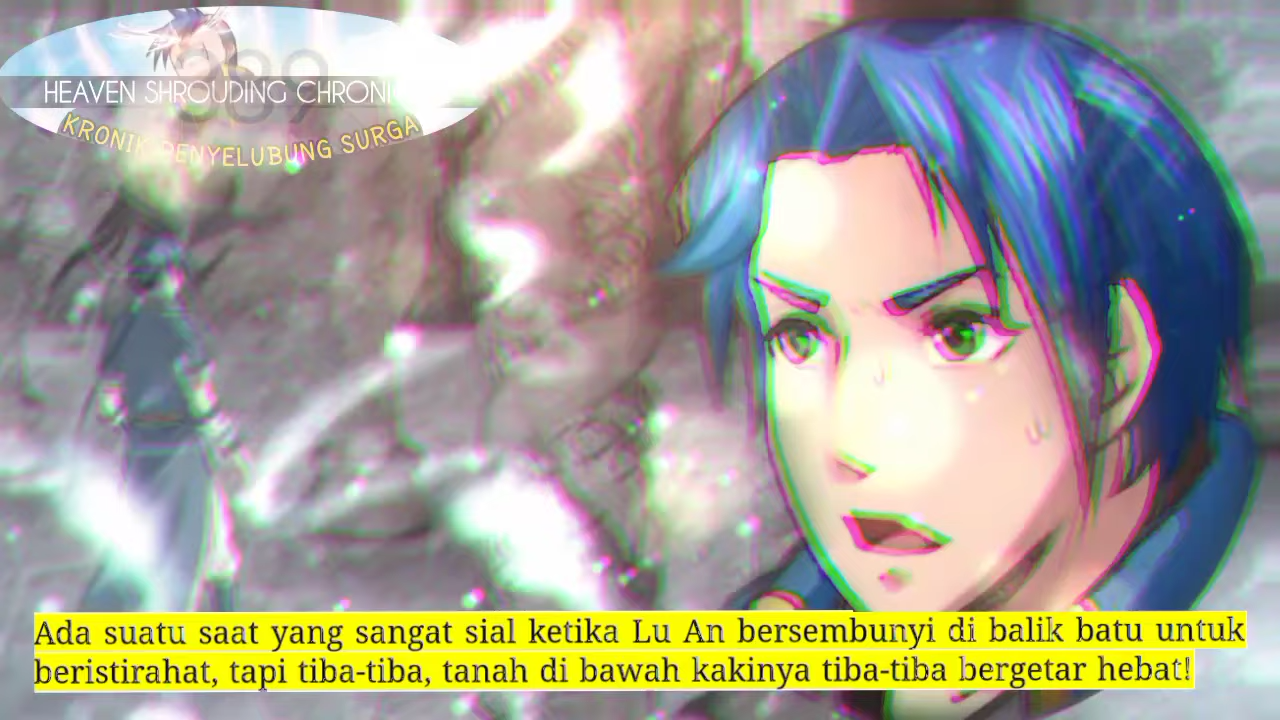 HEAVEN SHROUDING CHRONI
KRONIK PENYELUBUNG SURGA
Ada suatu saat yang sangat sial ketika Lu An bersembunyi di balik batu untuk
beristirahat, tapi tiba-tiba, tanah di bawah kakinya tiba-tiba bergetar hebat!